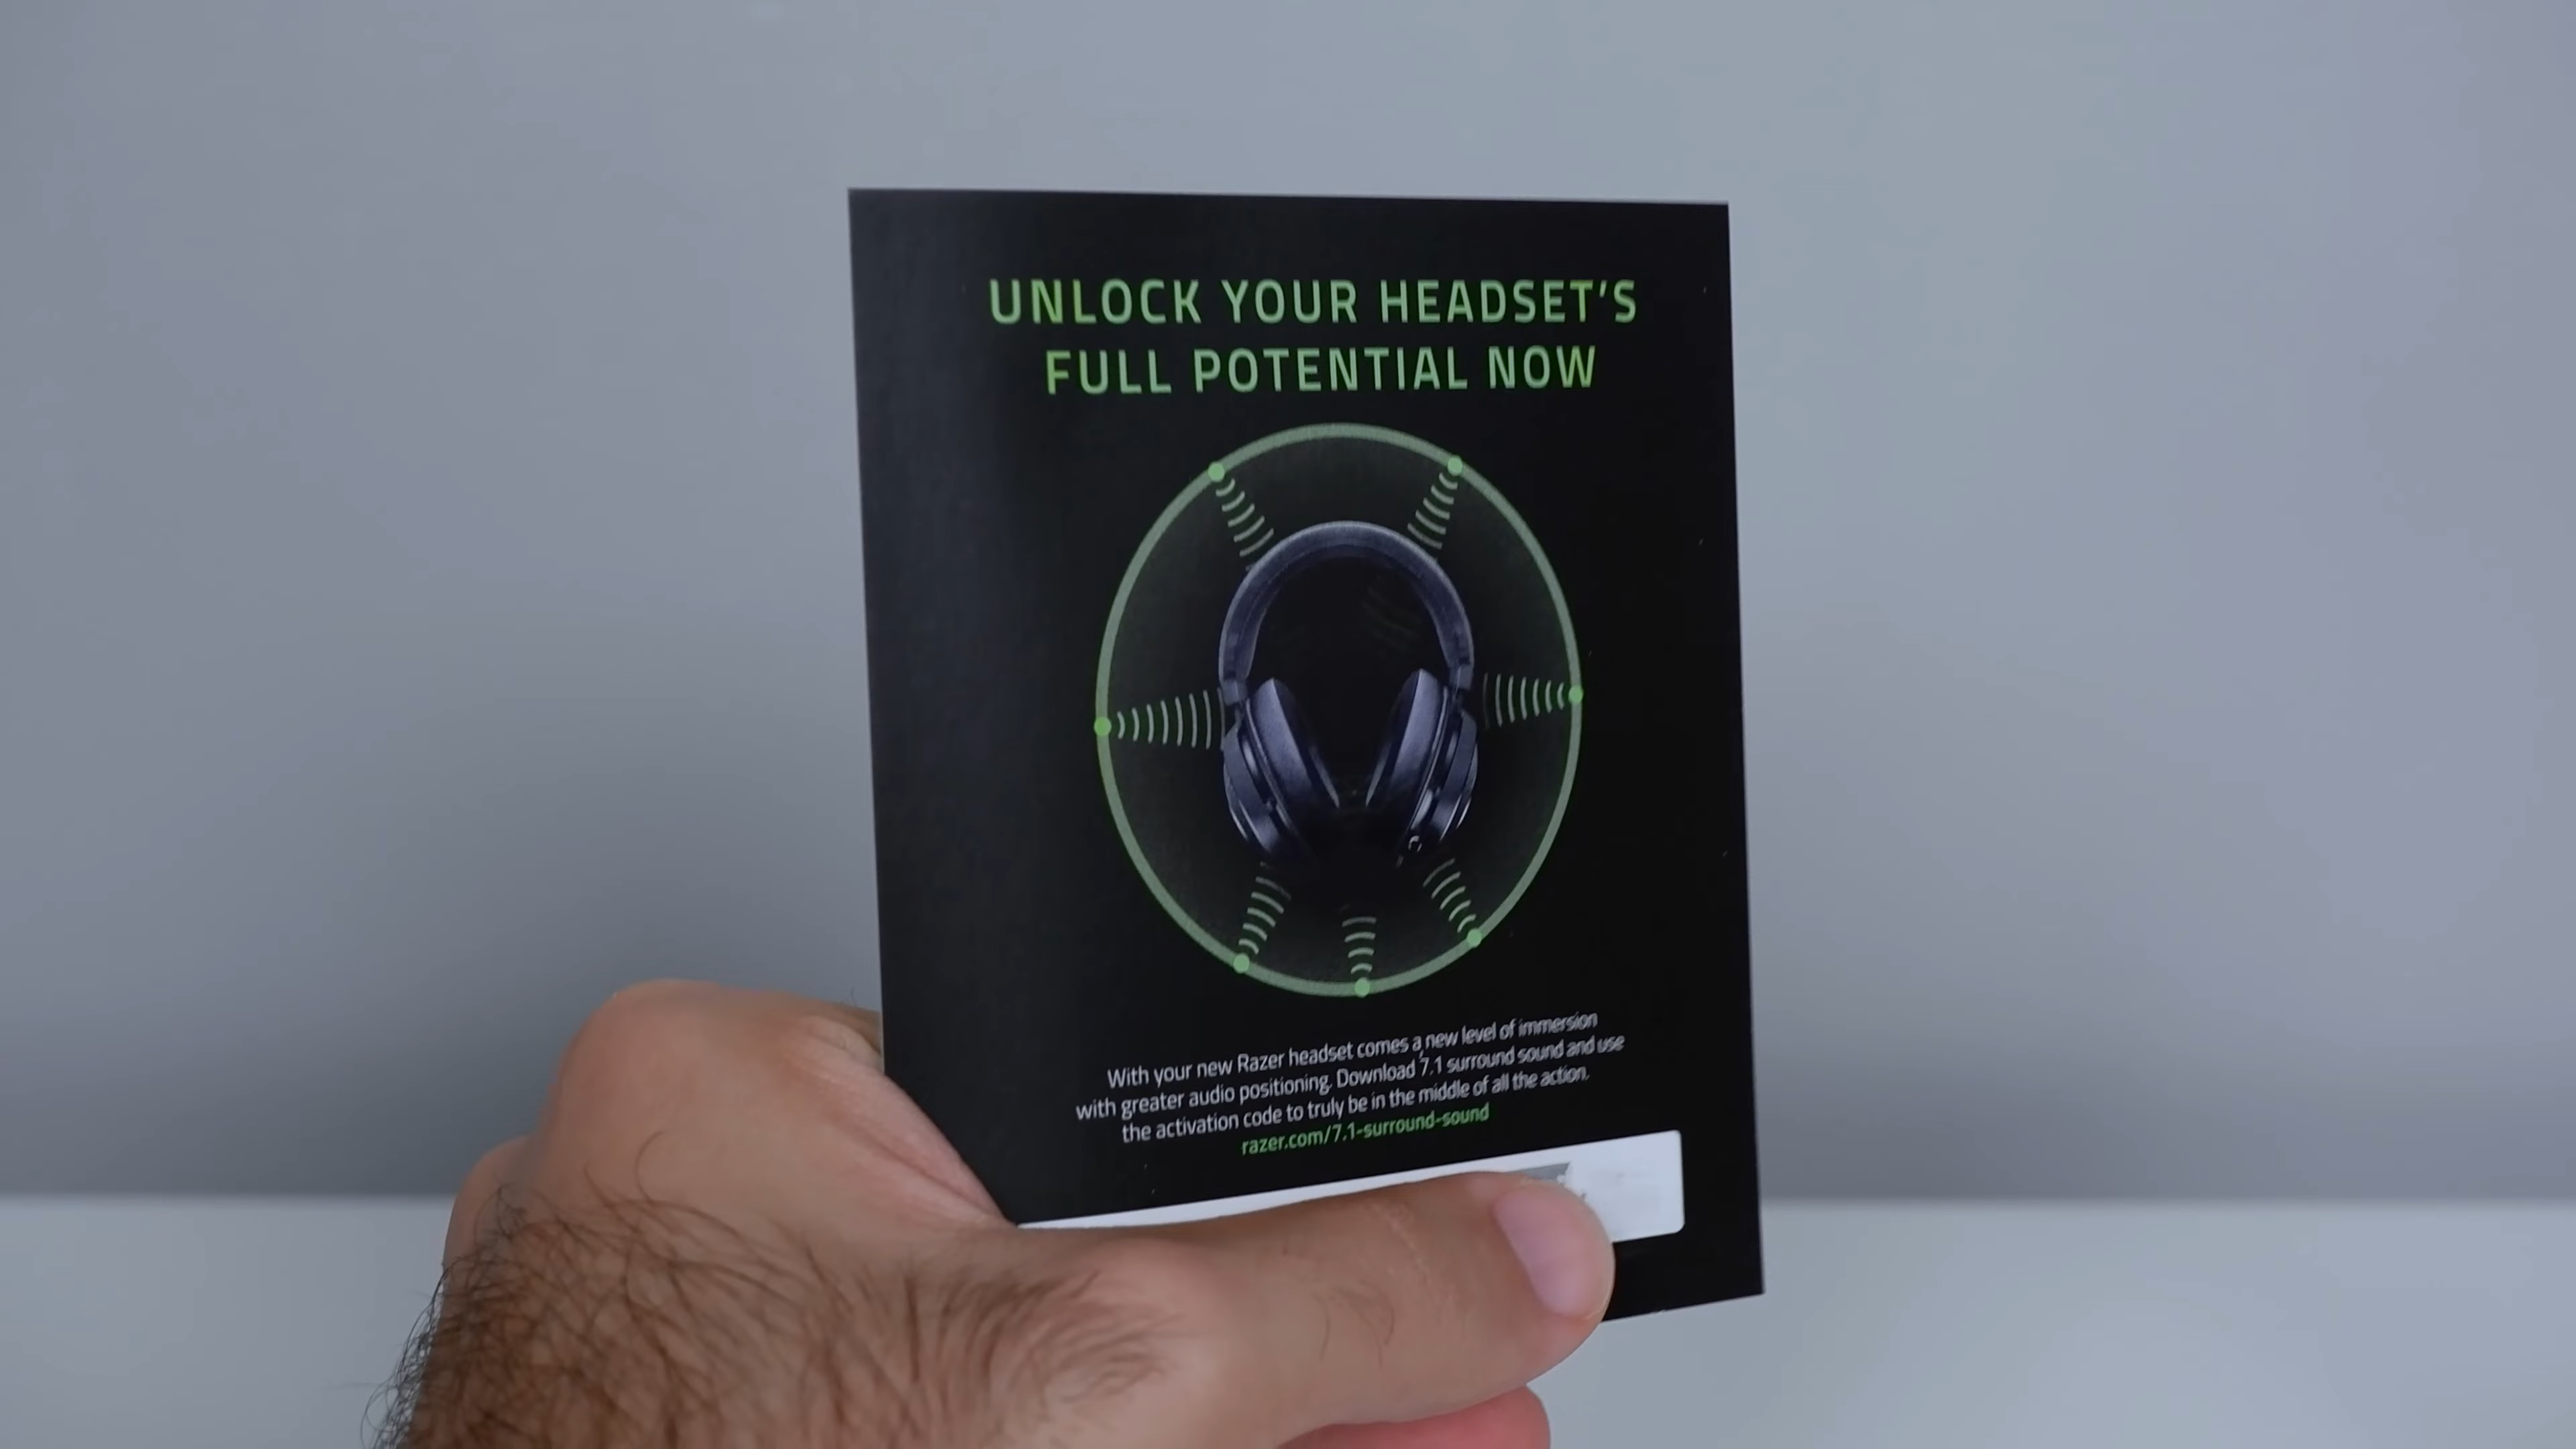 UNLOCK YOUR HEADSET'S
FULL POTENTIAL NOW
With your new Razer headset comes a new level of immersion
with greater audio positioning. Download 7.1 surround sound and use
the activation code to truly be in the middle of all the action.
razer.com/7.1-surround-sound